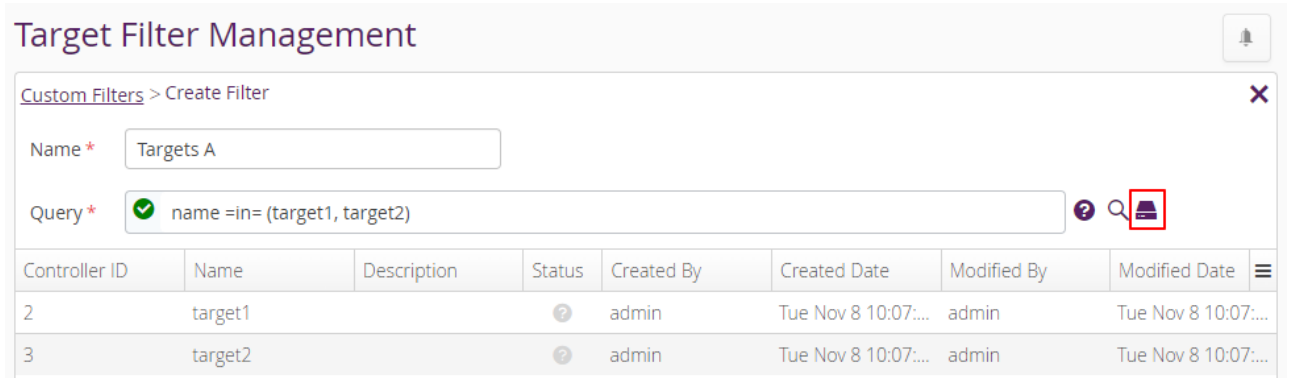 Target Filter Management
Custom Filters > Create Filter
Name * Targets A
Query * name =in= (target1, target2)
Controller ID Name Description Status Created By Created Date Modified By Modified Date
2 target1 admin Tue Nov 8 10:07:... admin Tue Nov 8 10:07:...
3 target2 admin Tue Nov 8 10:07:... admin Tue Nov 8 10:07:...